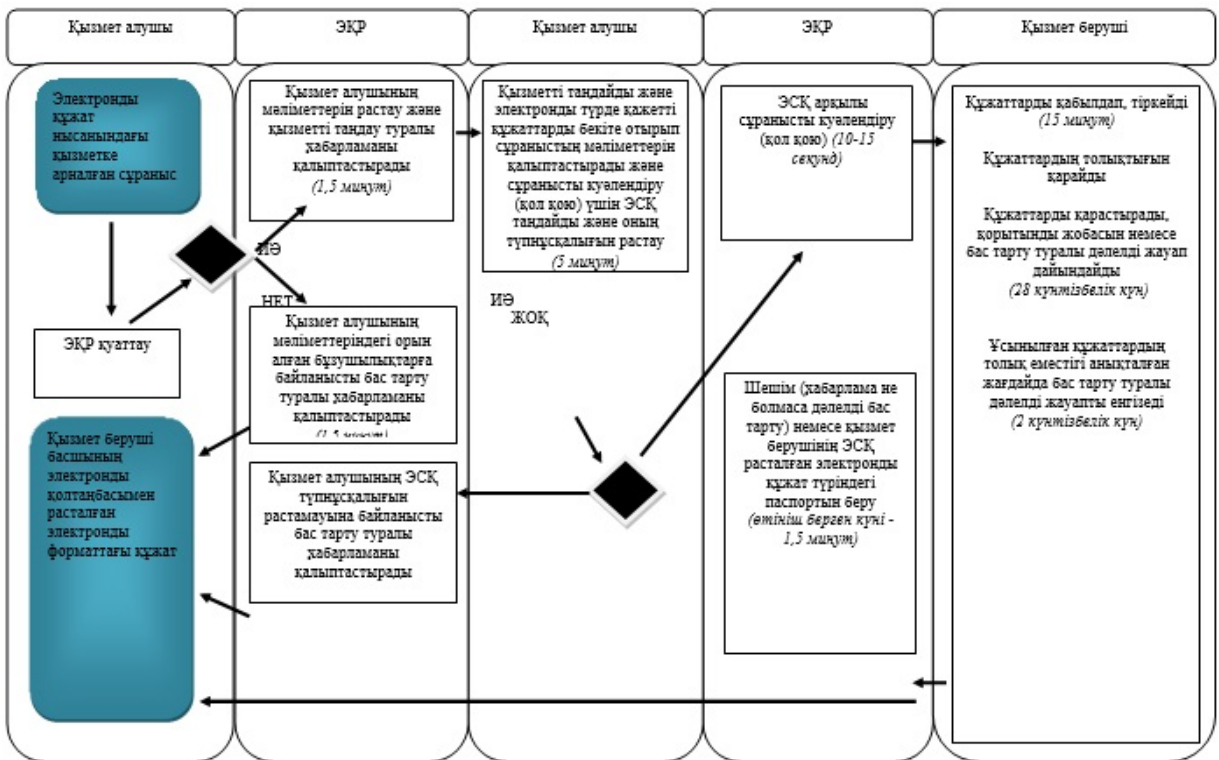 Қызмет алушы
ЭҚР
Қызмет алушы
ЭҚР
Қызмет беруші
Электронды
құжат
нысанындағы
қызметке
арналған сұраныс
ЭҚР қуаттау
Қызмет беруші
басшының
электронды
қолтаңбасымен
расталған
электронды
форматтағы құжат
Қызмет алушының
мәліметтерін растау және
қызметті таңдау туралы
хабарламаны
қалыптастырады
(1,5 минут)
ИӘ
НЕТ
Қызмет алушының
мәліметтеріндегі орын
алған бұзушылықтарға
байланысты бас тарту
туралы хабарламаны
қалыптастырады
(1,5 минут)
Қызмет алушының ЭСҚ
түпнұсқалығын
растамауына байланысты
бас тарту туралы
хабарламаны
қалыптастырады
Қызметті таңдайды және
электронды түрде қажетті
құжаттарды бекіте отырып
сұраныстың мәліметтерін
қалыптастырады және
сұранысты куәлендіру
(қол қою) үшін ЭСҚ
таңдайды және оның
түпнұсқалығын растау
(5 минут)
ИӘ
ЖОҚ
ЭСҚ арқылы
сұранысты куәлендіру
(қол қою) (10-15
секунд)
Шешім (хабарлама не
болмаса дәлелді бас
тарту) немесе қызмет
берушінің ЭСҚ
расталған электронды
құжат түріндегі
паспортын беру
(өтініш берген күні -
1,5 минут)
Құжаттарды қабылдап, тіркейді
(15 минут)
Құжаттардың толықтығын
қарайды
Құжаттарды қарастырады,
қорытынды жобасын немесе
бас тарту туралы дәлелді жауап
дайындайды
(28 күнтізбелік күн)
Ұсынылған құжаттардың
толық еместігі анықталған
жағдайда бас тарту туралы
дәлелді жауапты енгізеді
(2 күнтізбелік күн)